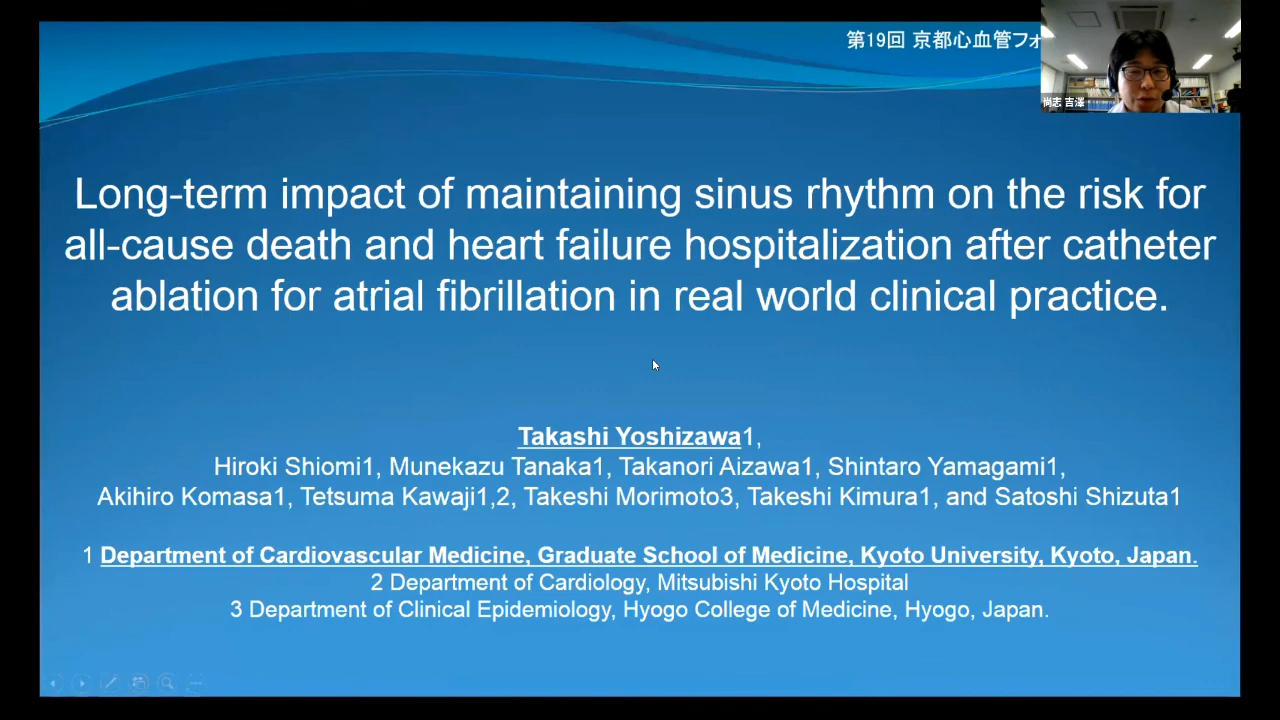 第19回 京都心血管フォ
尚志 吉澤
Long-term impact of maintaining sinus rhythm on the risk for
all-cause death and heart failure hospitalization after catheter
ablation for atrial fibrillation in real world clinical practice.
Takashi Yoshizawa1,
Hiroki Shiomi1, Munekazu Tanaka1, Takanori Aizawa1, Shintaro Yamagami1,
Akihiro Komasa1, Tetsuma Kawaji1,2, Takeshi Morimoto3, Takeshi Kimura1, and Satoshi Shizuta1
1 Department of Cardiovascular Medicine, Graduate School of Medicine, Kyoto University, Kyoto, Japan.
2 Department of Cardiology, Mitsubishi Kyoto Hospital
3 Department of Clinical Epidemiology, Hyogo College of Medicine, Hyogo, Japan.